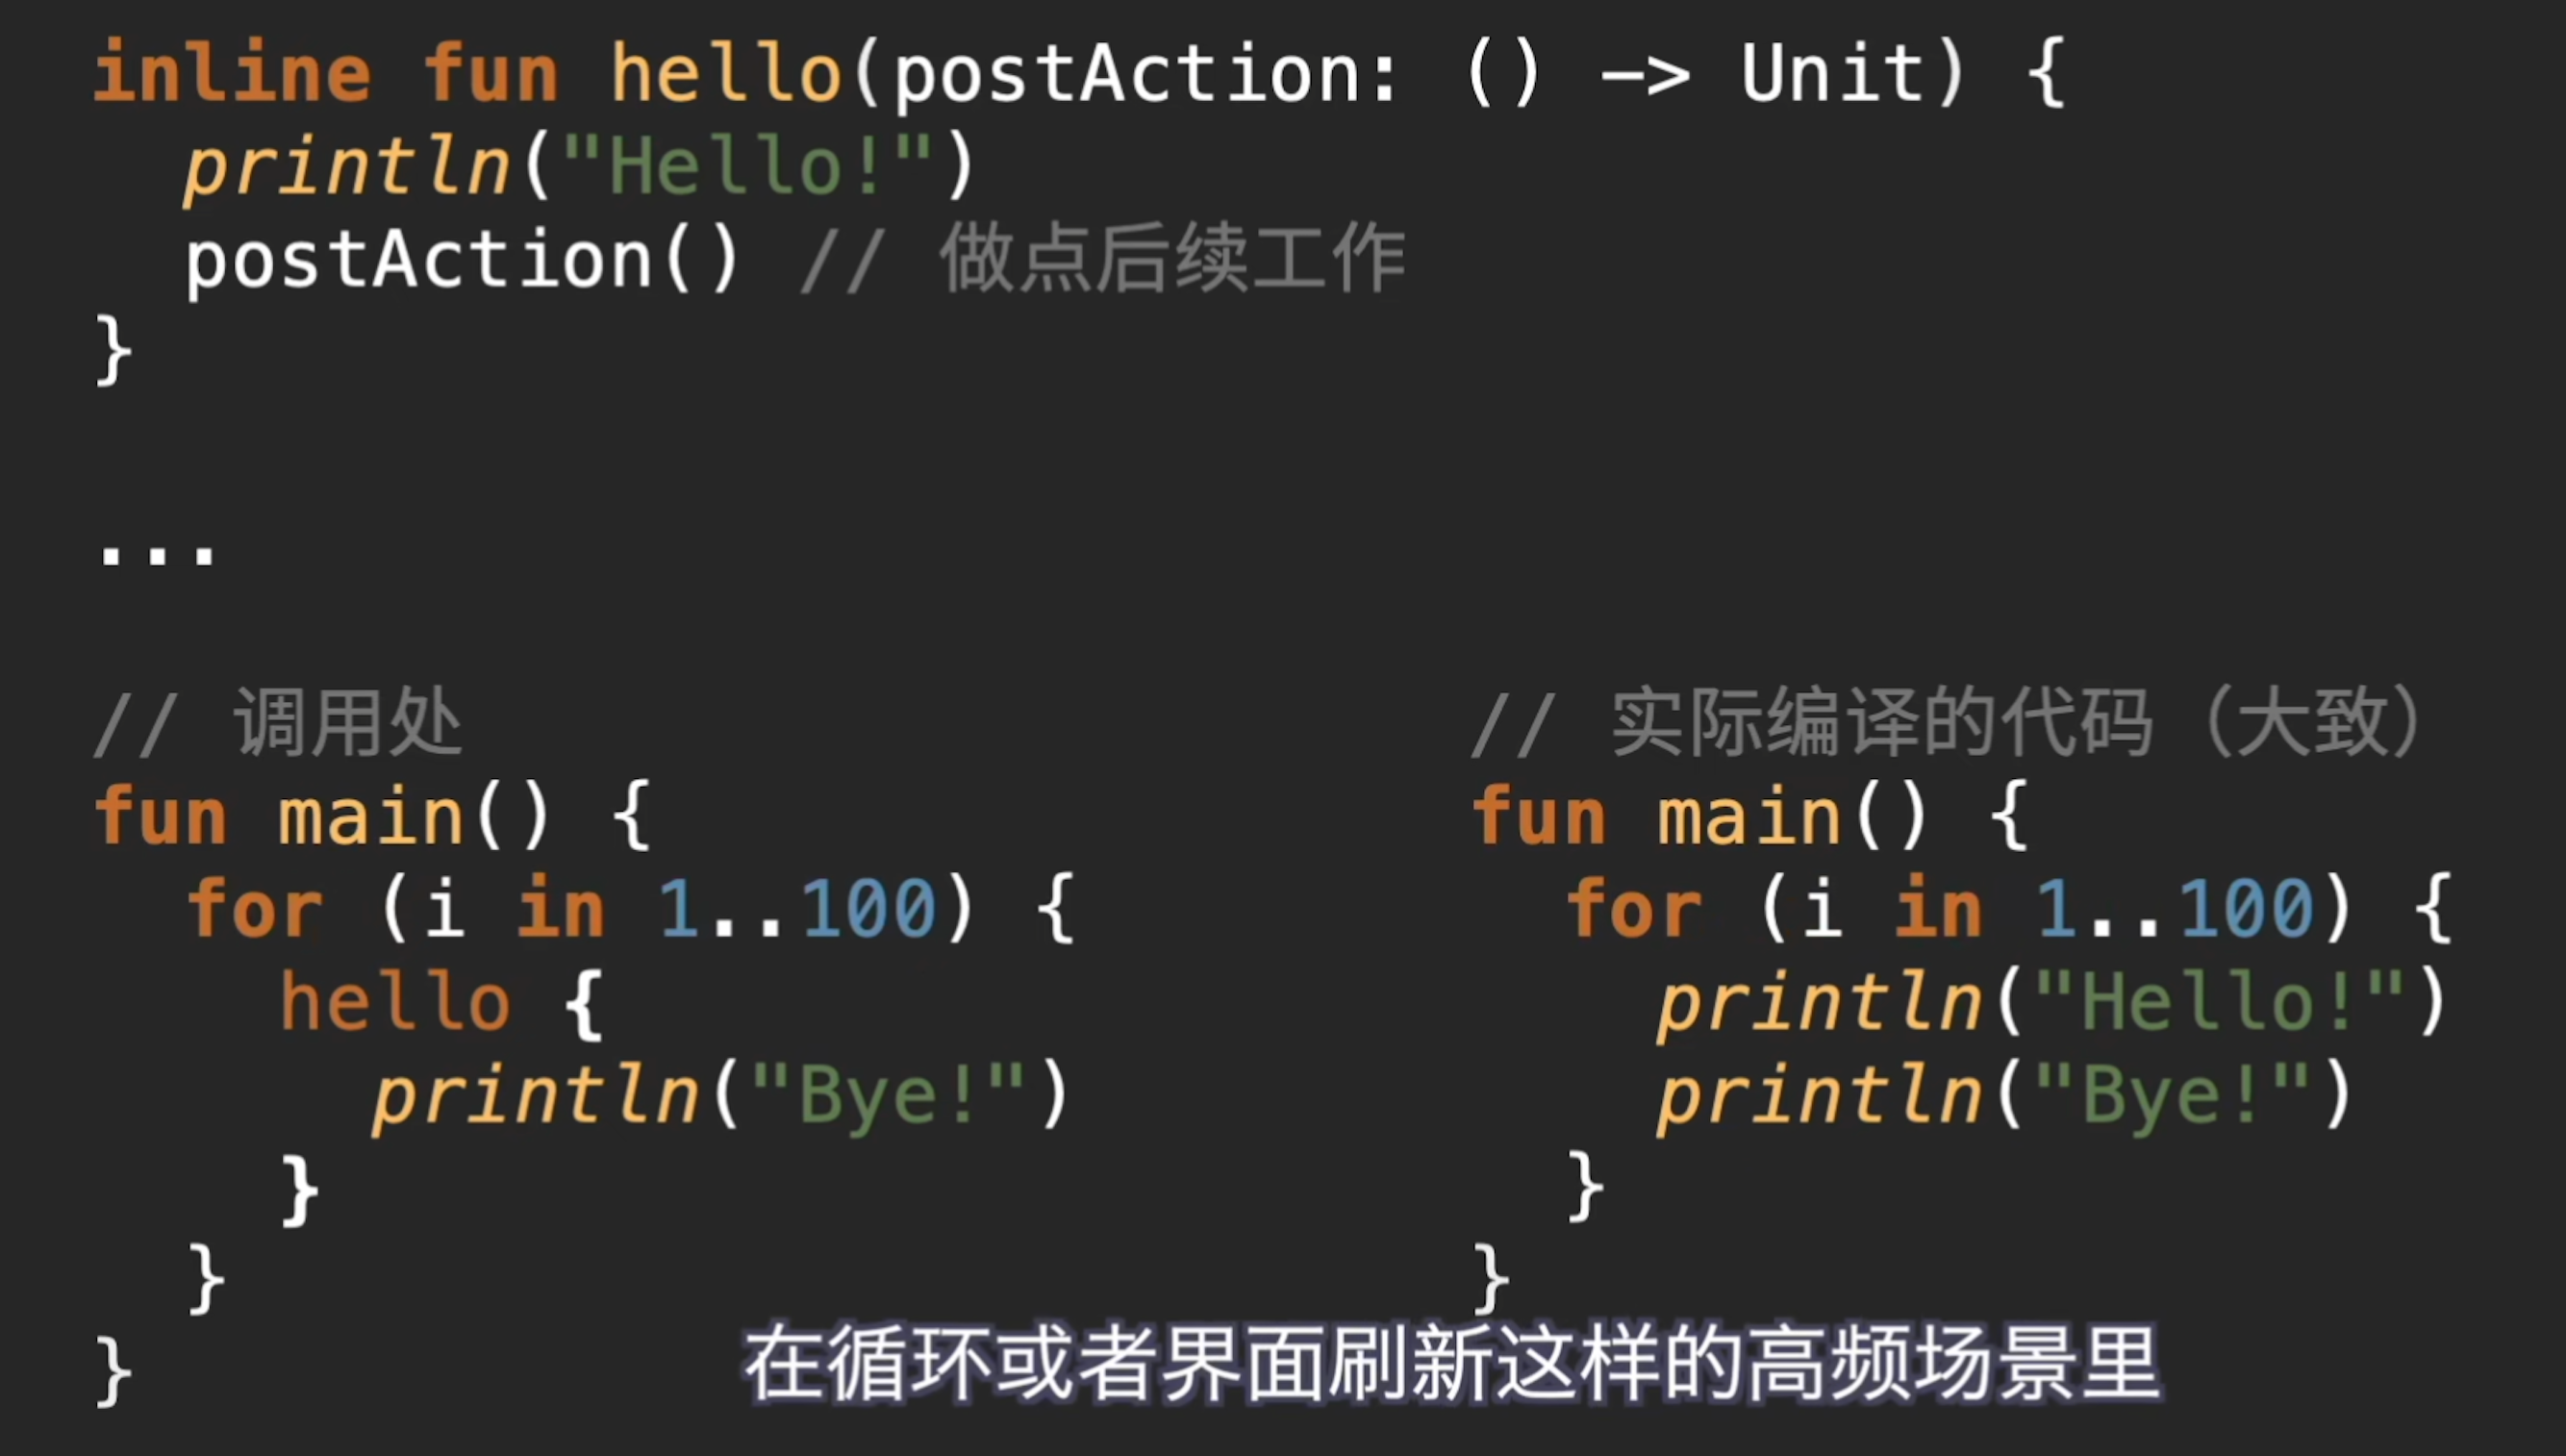 inline fun hello(postAction: () -> Unit) {
  println("Hello!")
  postAction() // 做点后续工作
}
...
// 调用处
fun main() {
  for (i in 1..100) {
    hello {
      println("Bye!")
    }
  }
}
// 实际编译的代码（大致）
fun main() {
  for (i in 1..100) {
    println("Hello!")
    println("Bye!")
  }
}
在循环或者界面刷新这样的高频场景里